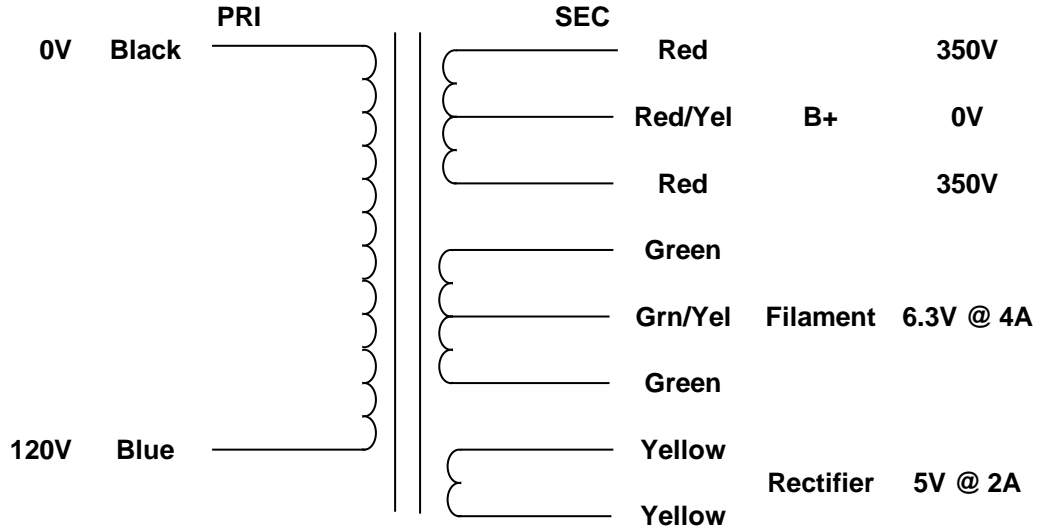 PRI SEC
0V Black Red 350V
Red/Yel B+ 0V
Red 350V
Green
Grn/Yel Filament 6.3V @ 4A
Green
120V Blue Yellow
Rectifier 5V @ 2A
Yellow